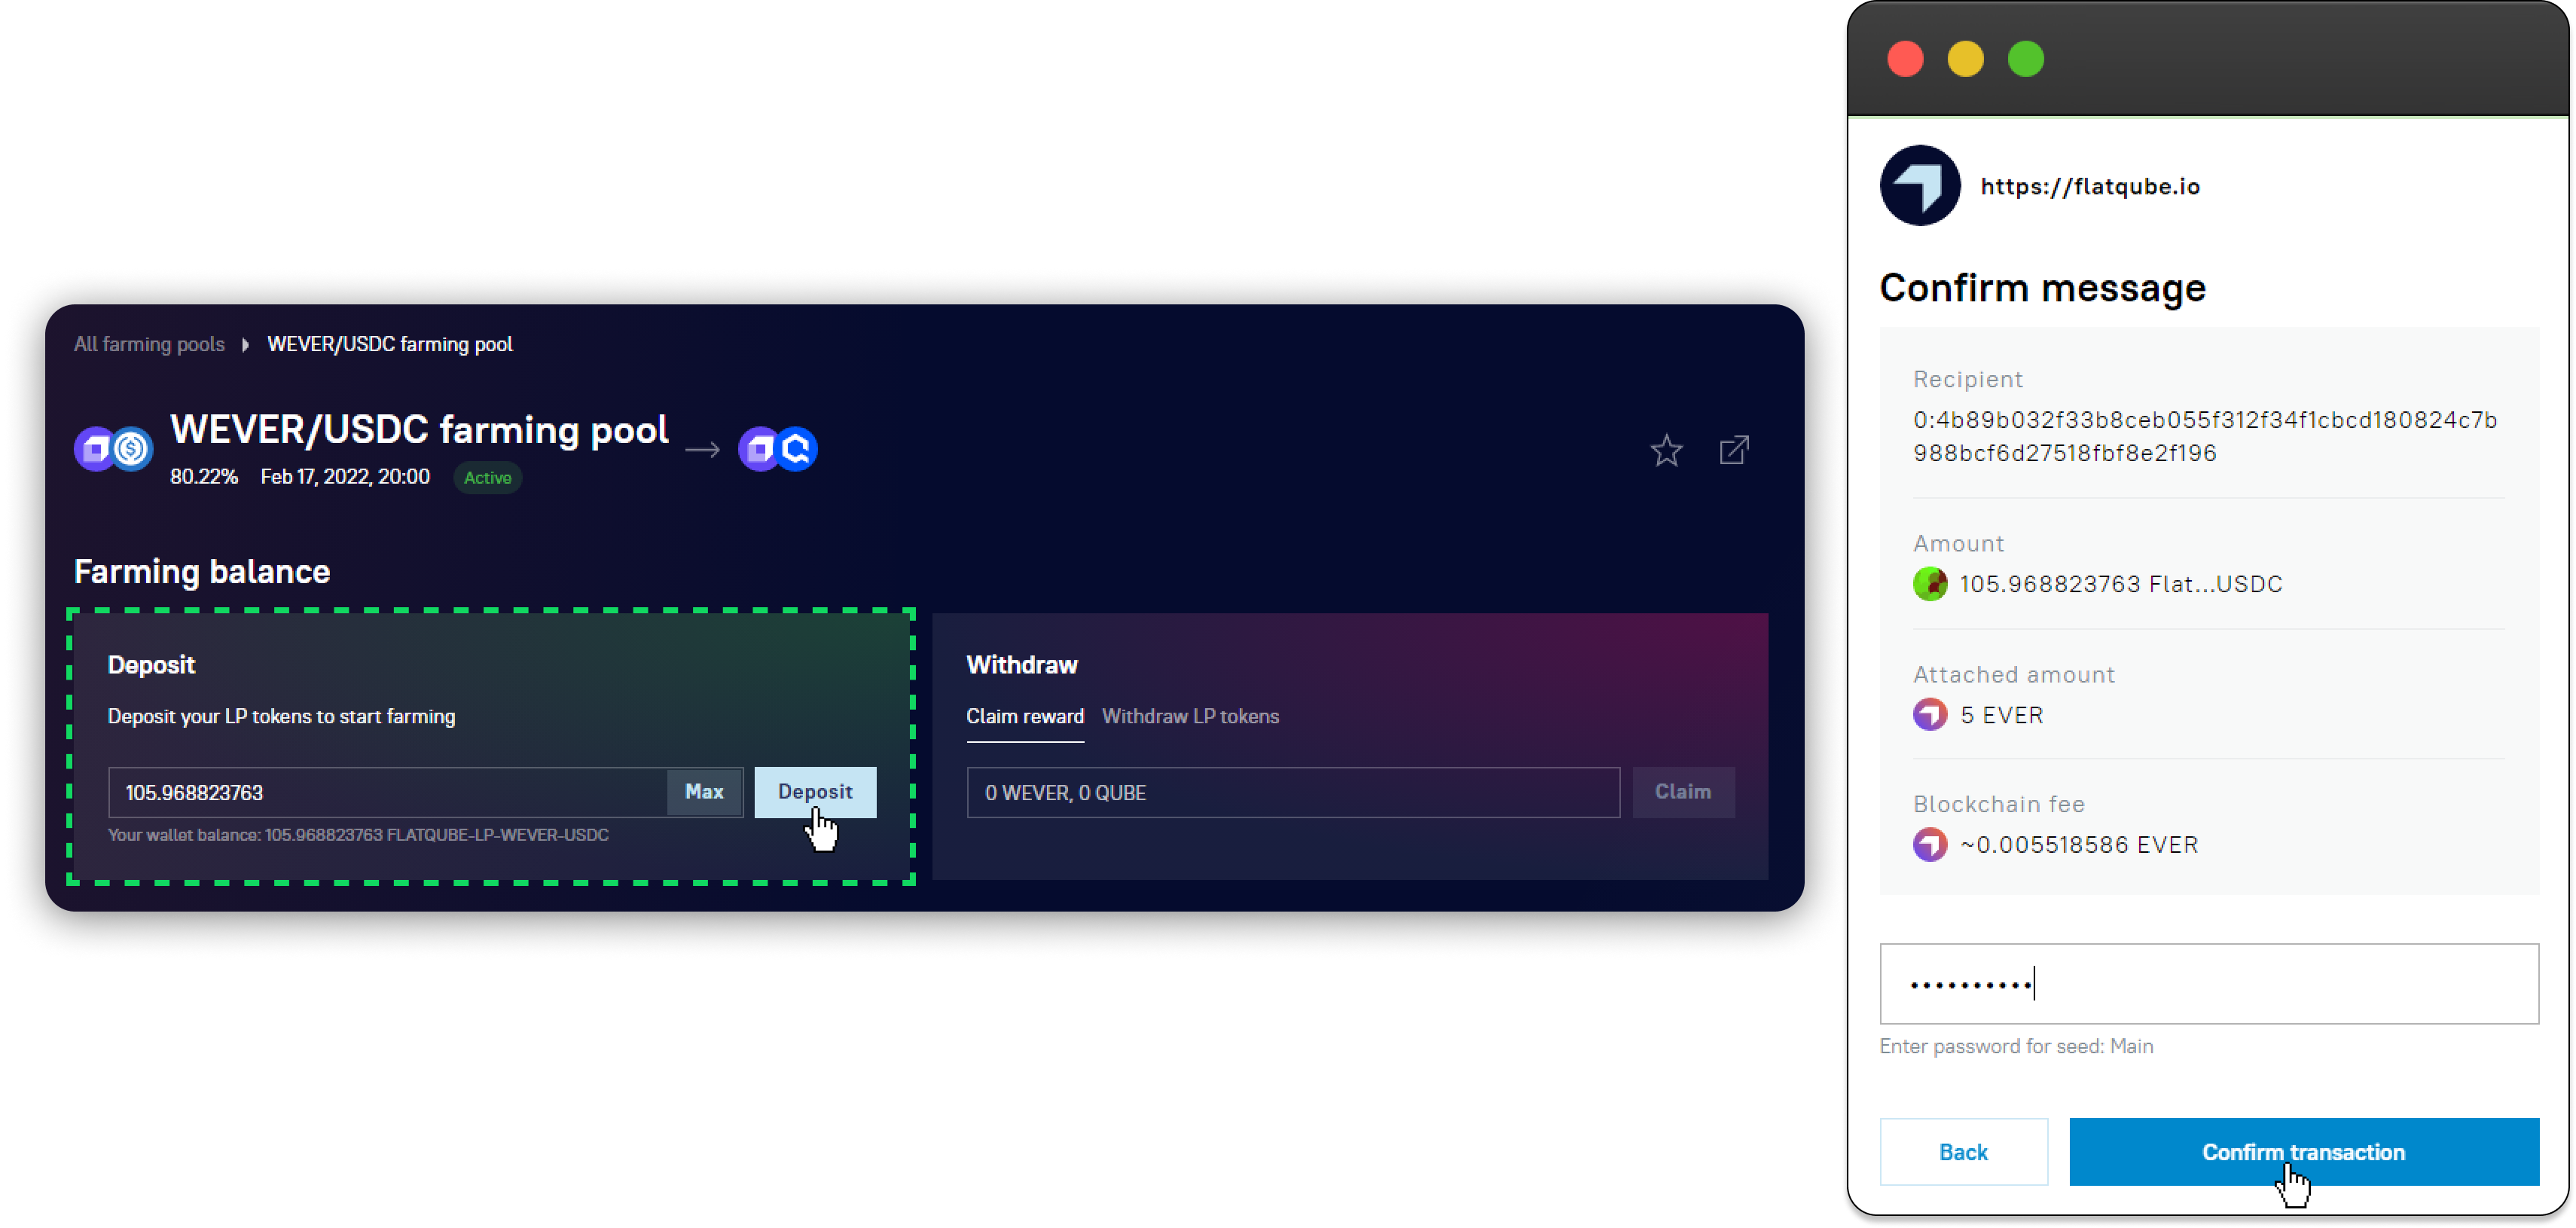 All farming pools WEVER/USDC farming pool
WEVER/USDC farming pool
80.22% Feb 17, 2022, 20:00 Active
Farming balance
Deposit
Deposit your LP tokens to start farming
105.968823763 Max Deposit
Your wallet balance: 105.968823763 FLATQUBE-LP-WEVER-USDC
Withdraw
Claim reward Withdraw LP tokens
0 WEVER, 0 QUBE Claim
https://flatqube.io
Confirm message
Recipient
0:4b89b032f33b8ceb055f312f34f1cbcd180824c7b
988bcf6d27518fbf8e2f196
Amount
105.968823763 Flat...USDC
Attached amount
5 EVER
Blockchain fee
~0.005518586 EVER
••••••••••
Enter password for seed: Main
Back Confirm transaction